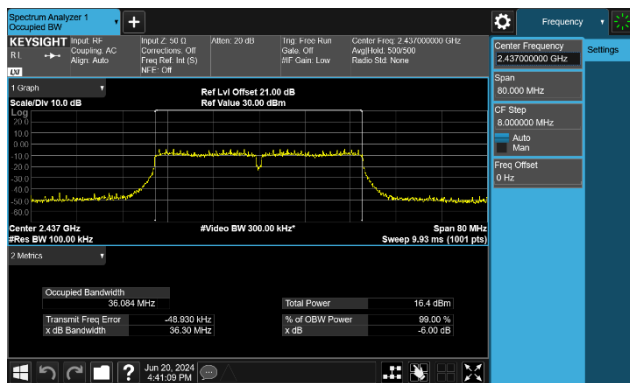 Spectrum Analyzer 1
Occupied BW
Frequency
KEYSIGHT
Input: RF
Coupling: AC
Align: Auto
Input Z: 50 Ω
Corrections: Off
Freq Ref: Int (S)
NFE: Off
Atten: 20 dB
Trig: Free Run
Gate: Off
#IF Gain: Low
Center Freq: 2.437000000 GHz
Avg|Hold: 500/500
Radio Std: None
R L
LXI
Center Frequency
2.437000000 GHz
Settings
Span
80.000 MHz
CF Step
8.000000 MHz
Auto
Man
Freq Offset
0 Hz
1 Graph
Ref Lvl Offset 21.00 dB
Scale/Div 10.0 dB
Ref Value 30.00 dBm
Log
20.0
10.0
0.00
-10.0
-20.0
-30.0
-40.0
-50.0
-60.0
Center 2.437 GHz
#Video BW 300.00 kHz*
Span 80 MHz
#Res BW 100.00 kHz
Sweep 9.93 ms (1001 pts)
2 Metrics
Occupied Bandwidth
36.084 MHz
Total Power
16.4 dBm
Transmit Freq Error
-48.930 kHz
% of OBW Power
99.00 %
x dB Bandwidth
36.30 MHz
x dB
-6.00 dB
?
Jun 20, 2024
4:41:09 PM